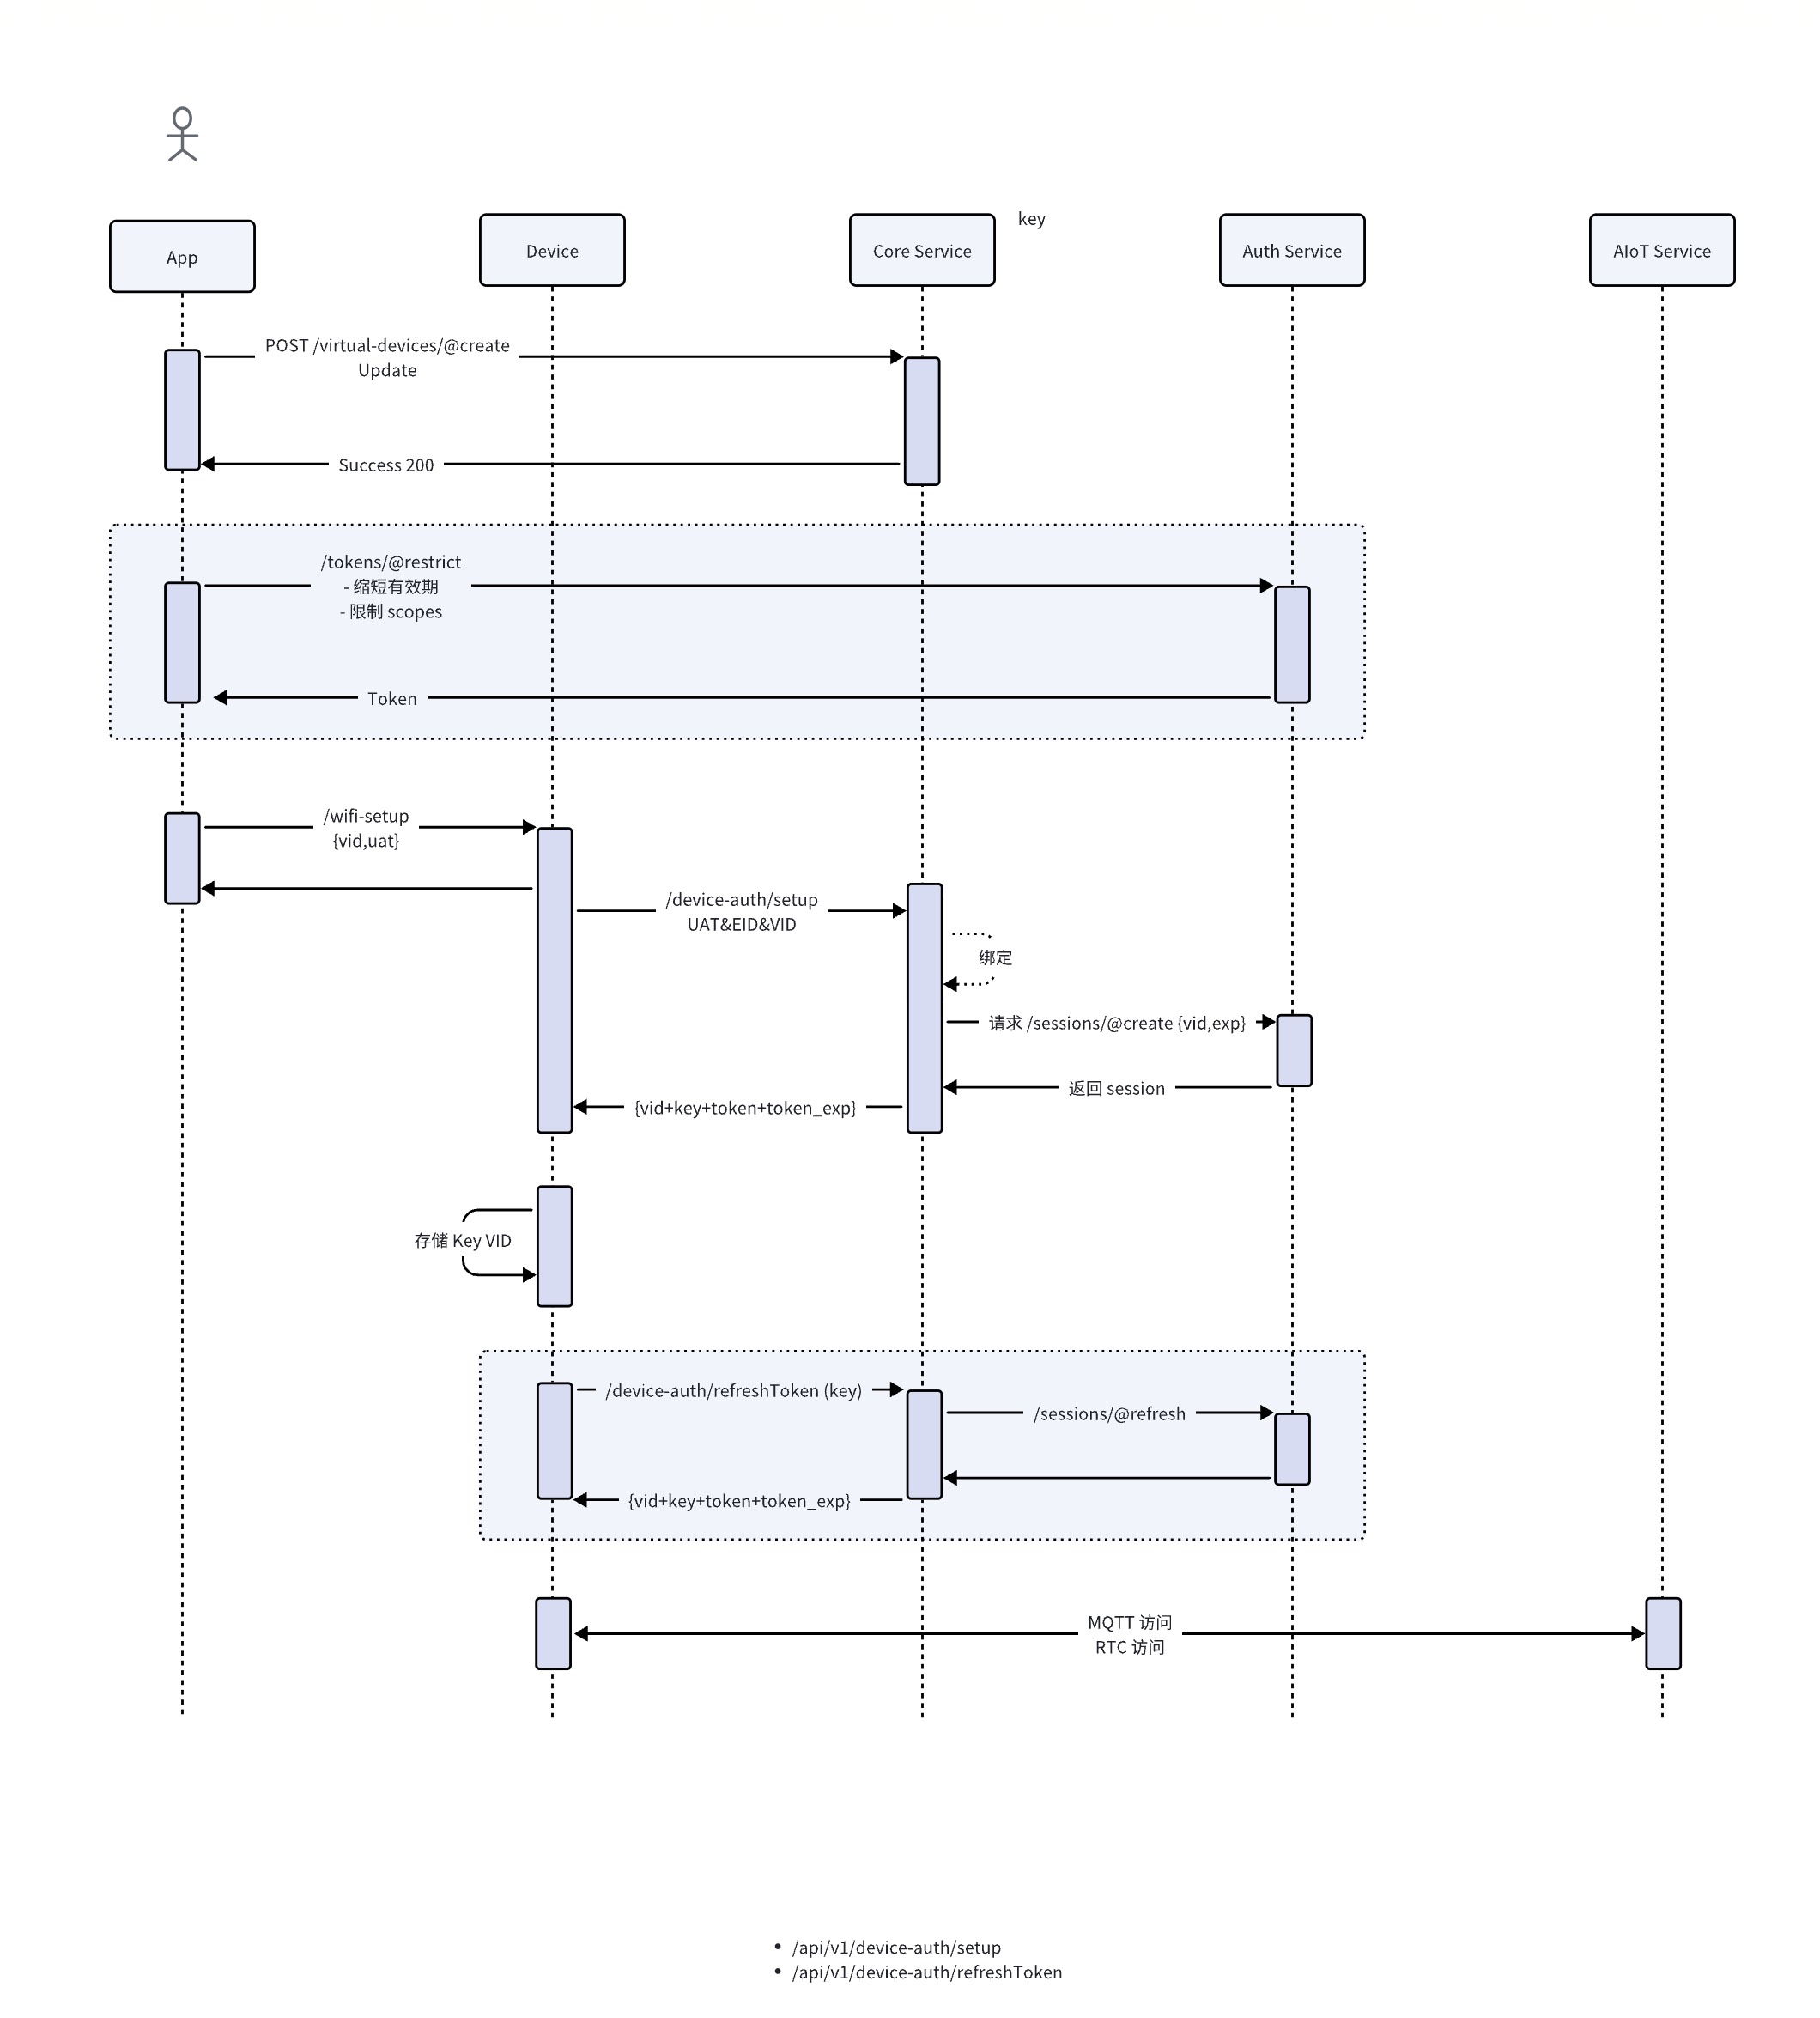 key
App
Device
Core Service
Auth Service
AIoT Service
POST /virtual-devices/@create
Update
Success 200
/tokens/@restrict
- 缩短有效期
- 限制 scopes
Token
/wifi-setup
{vid,uat}
/device-auth/setup
UAT&EID&VID
绑定
请求 /sessions/@create {vid,exp}
返回 session
{vid+key+token+token_exp}
存储 Key VID
/device-auth/refreshToken (key)
/sessions/@refresh
{vid+key+token+token_exp}
MQTT 访问
RTC 访问
• /api/v1/device-auth/setup
• /api/v1/device-auth/refreshToken